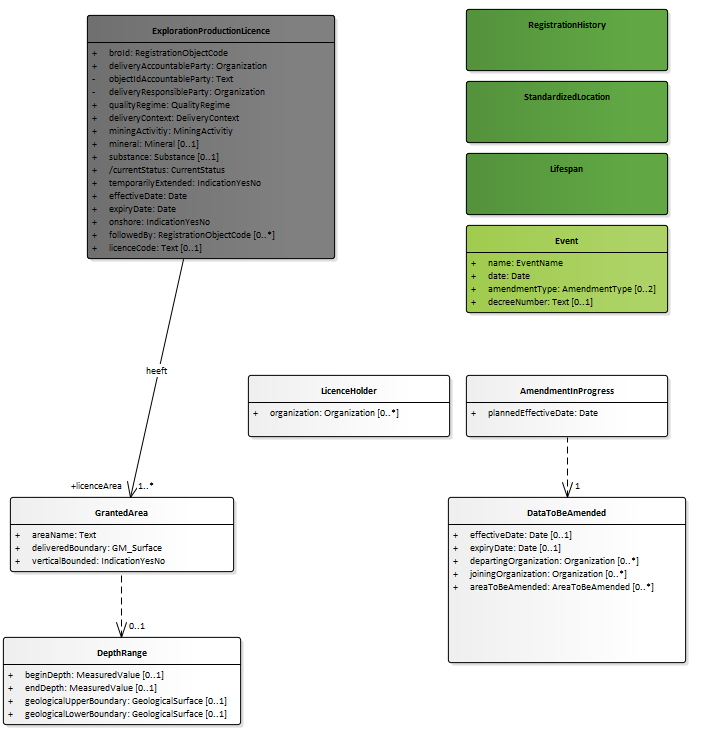 ExplorationProductionLicence
+ broId: RegistrationObjectCode
+ deliveryAccountableParty: Organization
- objectIdAccountableParty: Text
- deliveryResponsibleParty: Organization
+ qualityRegime: QualityRegime
+ deliveryContext: DeliveryContext
+ miningActivitiy: MiningActivitiy
+ mineral: Mineral [0..1]
+ substance: Substance [0..1]
+ /currentStatus: CurrentStatus
+ temporarilyExtended: IndicationYesNo
+ effectiveDate: Date
+ expiryDate: Date
+ onshore: IndicationYesNo
+ followedBy: RegistrationObjectCode [0..*]
+ licenceCode: Text [0..1]
RegistrationHistory
StandardizedLocation
Lifespan
Event
+ name: EventName
+ date: Date
+ amendmentType: AmendmentType [0..2]
+ decreeNumber: Text [0..1]
heeft
LicenceHolder
+ organization: Organization [0..*]
AmendmentInProgress
+ plannedEffectiveDate: Date
+licenceArea 1..*
1
GrantedArea
+ areaName: Text
+ deliveredBoundary: GM_Surface
+ verticalBounded: IndicationYesNo
DataToBeAmended
+ effectiveDate: Date [0..1]
+ expiryDate: Date [0..1]
+ departingOrganization: Organization [0..*]
+ joiningOrganization: Organization [0..*]
+ areaToBeAmended: AreaToBeAmended [0..*]
0..1
DepthRange
+ beginDepth: MeasuredValue [0..1]
+ endDepth: MeasuredValue [0..1]
+ geologicalUpperBoundary: GeologicalSurface [0..1]
+ geologicalLowerBoundary: GeologicalSurface [0..1]